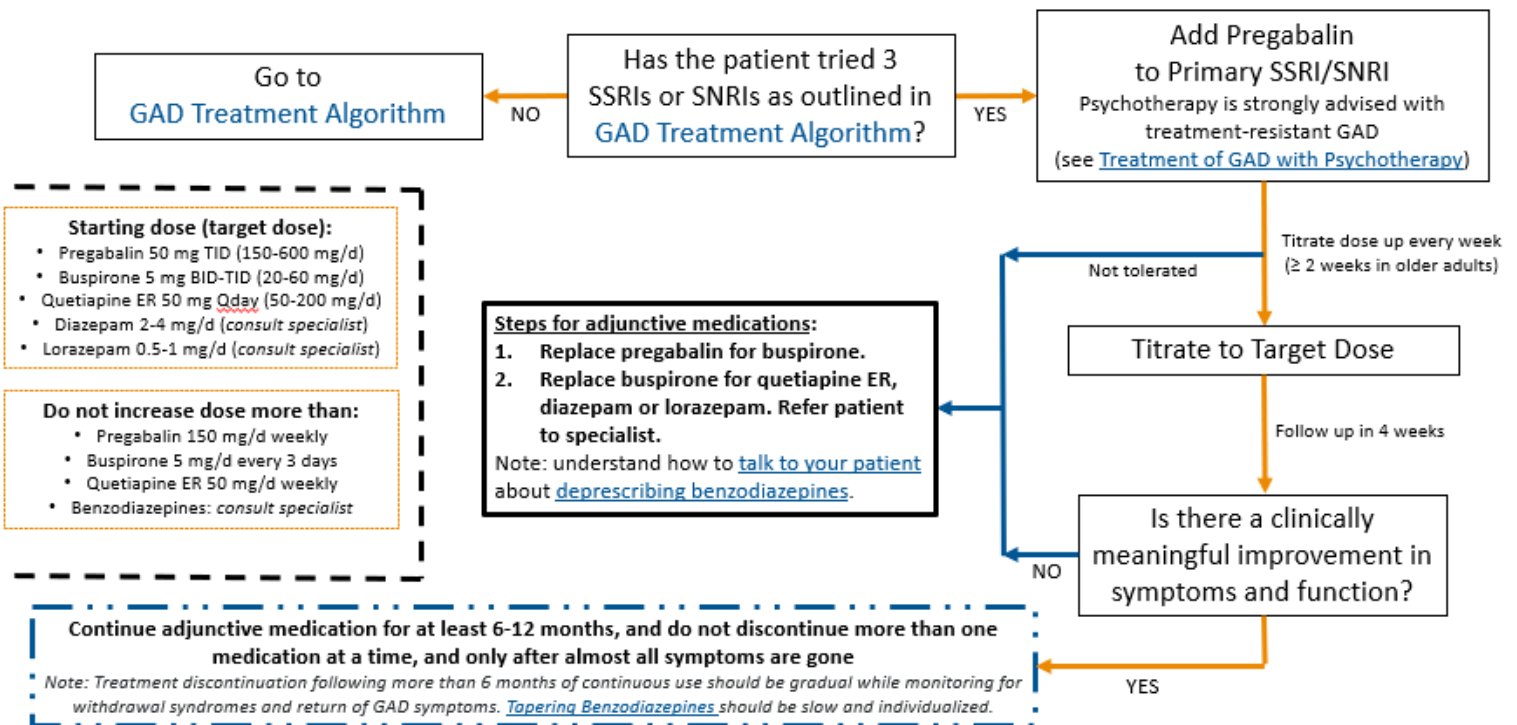 Go to
GAD Treatment Algorithm
NO
Has the patient tried 3
SSRIs or SNRIs as outlined in
GAD Treatment Algorithm?
YES
Add Pregabalin
to Primary SSRI/SNRI
Psychotherapy is strongly advised with
treatment-resistant GAD
(see Treatment of GAD with Psychotherapy)
Starting dose (target dose):
• Pregabalin 50 mg TID (150-600 mg/d)
• Buspirone 5 mg BID-TID (20-60 mg/d)
• Quetiapine ER 50 mg Qday (50-200 mg/d)
• Diazepam 2-4 mg/d (consult specialist)
• Lorazepam 0.5-1 mg/d (consult specialist)
Do not increase dose more than:
• Pregabalin 150 mg/d weekly
• Buspirone 5 mg/d every 3 days
• Quetiapine ER 50 mg/d weekly
• Benzodiazepines: consult specialist
Titrate dose up every week
(≥ 2 weeks in older adults)
Not tolerated
Steps for adjunctive medications:
1. Replace pregabalin for buspirone.
2. Replace buspirone for quetiapine ER,
diazepam or lorazepam. Refer patient
to specialist.
Note: understand how to talk to your patient
about deprescribing benzodiazepines.
Titrate to Target Dose
Follow up in 4 weeks
Is there a clinically
meaningful improvement in
symptoms and function?
NO
YES
Continue adjunctive medication for at least 6-12 months, and do not discontinue more than one
medication at a time, and only after almost all symptoms are gone
Note: Treatment discontinuation following more than 6 months of continuous use should be gradual while monitoring for
withdrawal syndromes and return of GAD symptoms. Tapering Benzodiazepines should be slow and individualized.